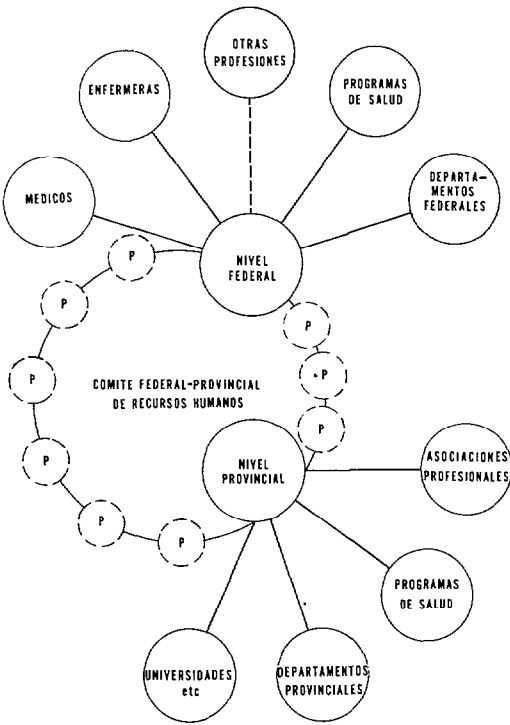 OTRAS
PROFESIONES
ENFERMERAS
PROGRAMAS
DE SALUD
MEDICOS
DEPARTA-
MENTOS
FEDERALES
NIVEL
FEDERAL
P
P
P
P
P
P
COMITE FEDERAL-PROVINCIAL
DE RECURSOS HUMANOS
P
NIVEL
PROVINCIAL
ASOCIACIONES
PROFESIONALES
P
P
P
PROGRAMAS
DE SALUD
UNIVERSIDADES
etc
DEPARTAMENTOS
PROVINCIALES